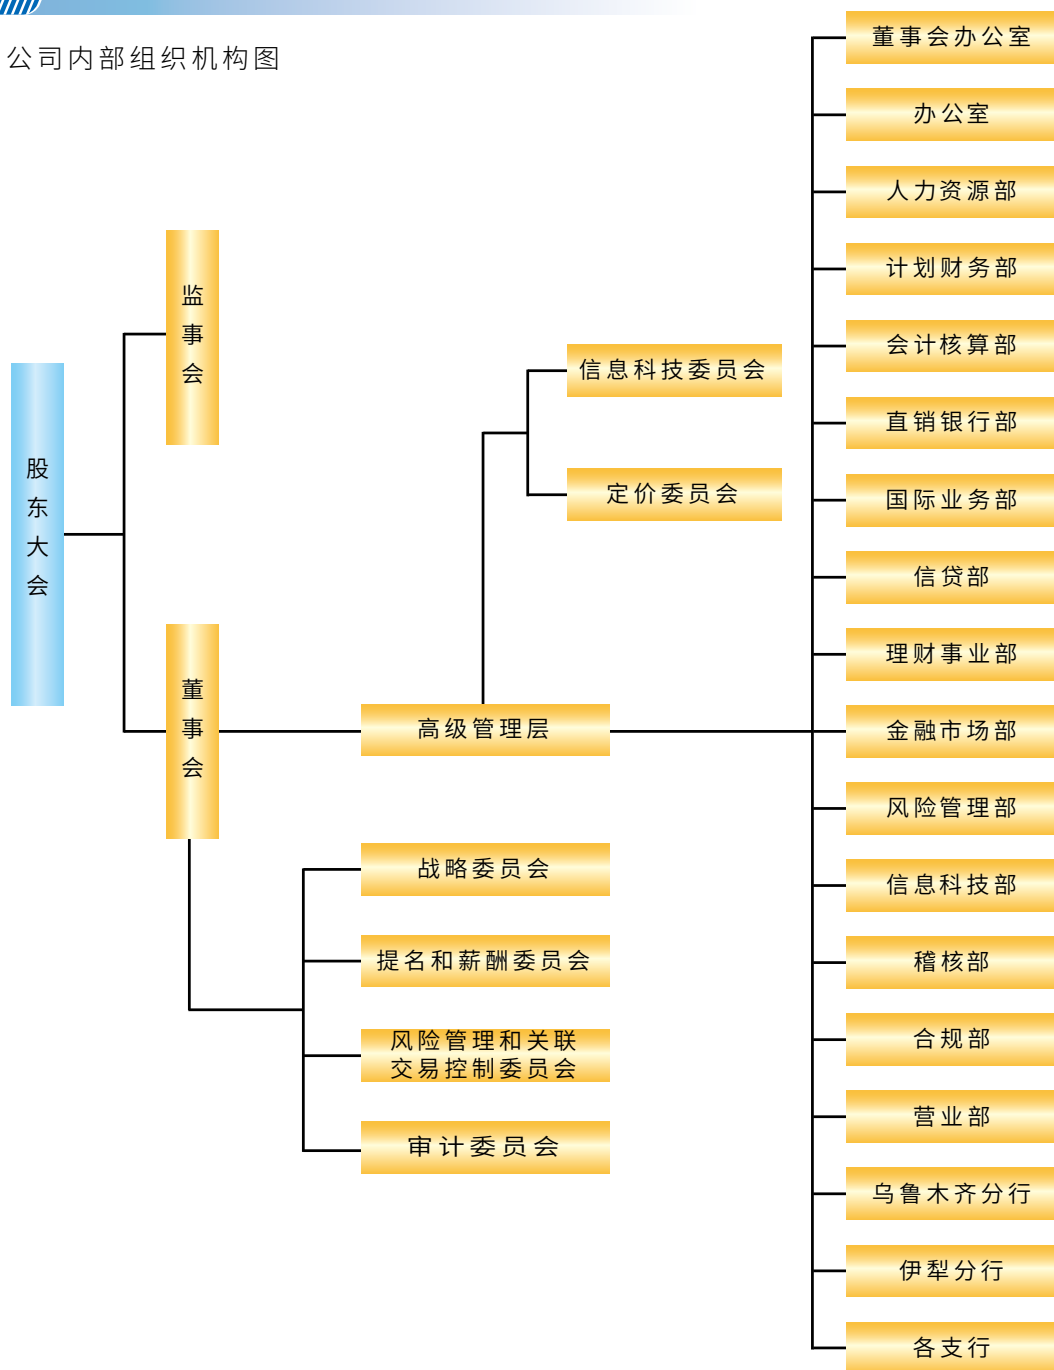 公司内部组织机构图
股东大会
监事会
董事会
高级管理层
信息科技委员会
定价委员会
战略委员会
提名和薪酬委员会
风险管理和关联
交易控制委员会
审计委员会
董事会办公室
办公室
人力资源部
计划财务部
会计核算部
直销银行部
国际业务部
信贷部
理财事业部
金融市场部
风险管理部
信息科技部
稽核部
合规部
营业部
乌鲁木齐分行
伊犁分行
各支行